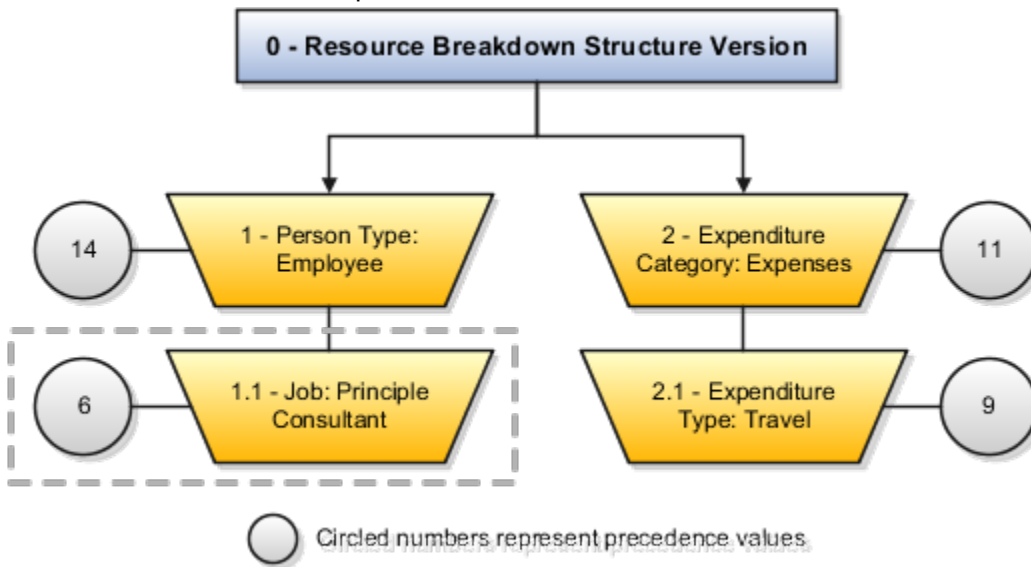 0 - Resource Breakdown Structure Version
14
1 - Person Type:
Employee
2 - Expenditure
Category: Expenses
11
6
1.1 - Job: Principle
Consultant
2.1 - Expenditure
Type: Travel
9
Circled numbers represent precedence values